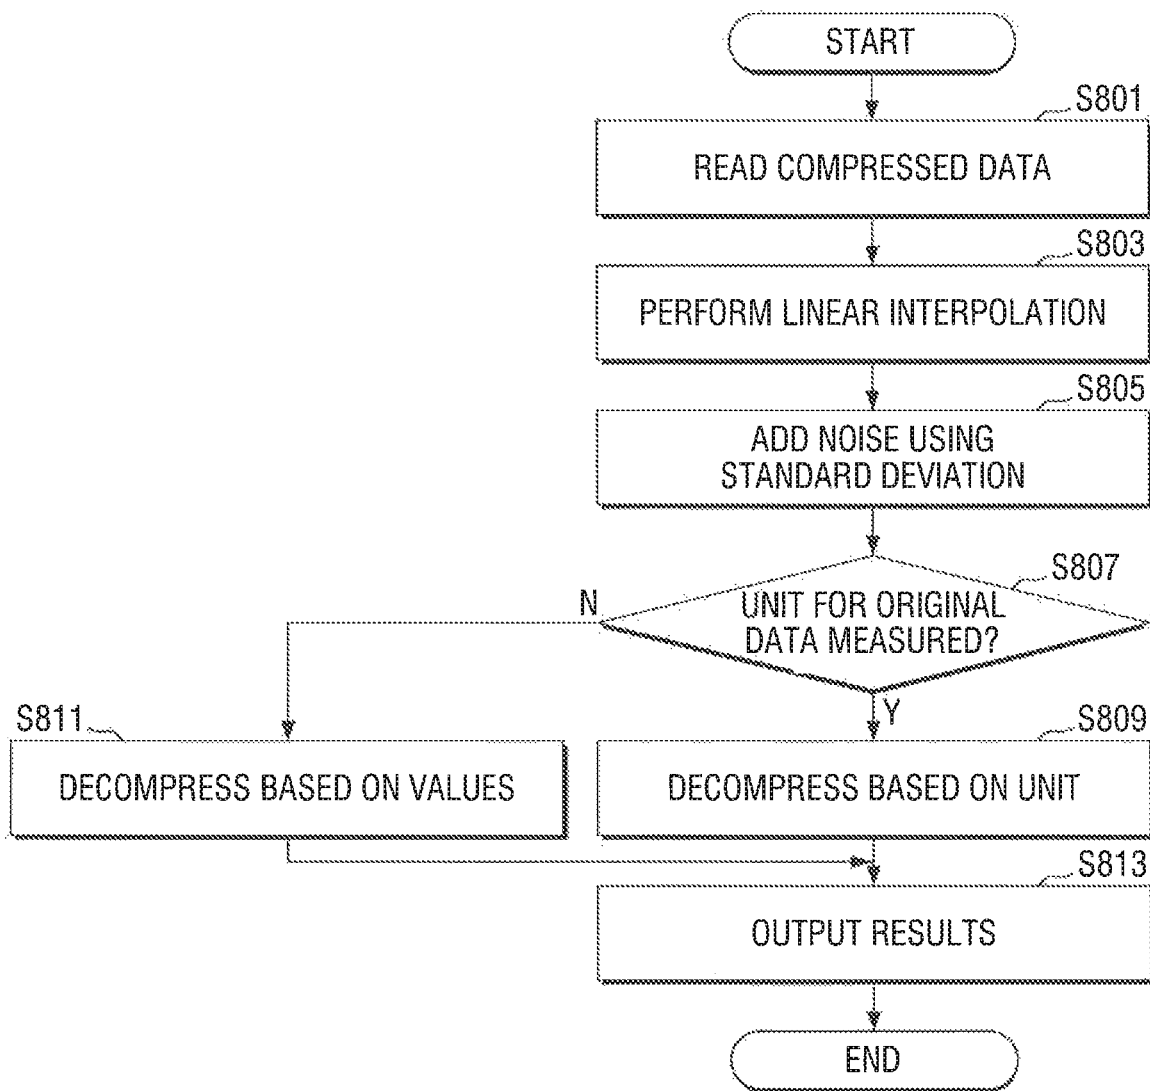 START
S801
READ COMPRESSED DATA
S803
PERFORM LINEAR INTERPOLATION
S805
ADD NOISE USING
STANDARD DEVIATION
S807
N
UNIT FOR ORIGINAL
DATA MEASURED?
Y
S811
DECOMPRESS BASED ON VALUES
S809
DECOMPRESS BASED ON UNIT
S813
OUTPUT RESULTS
END